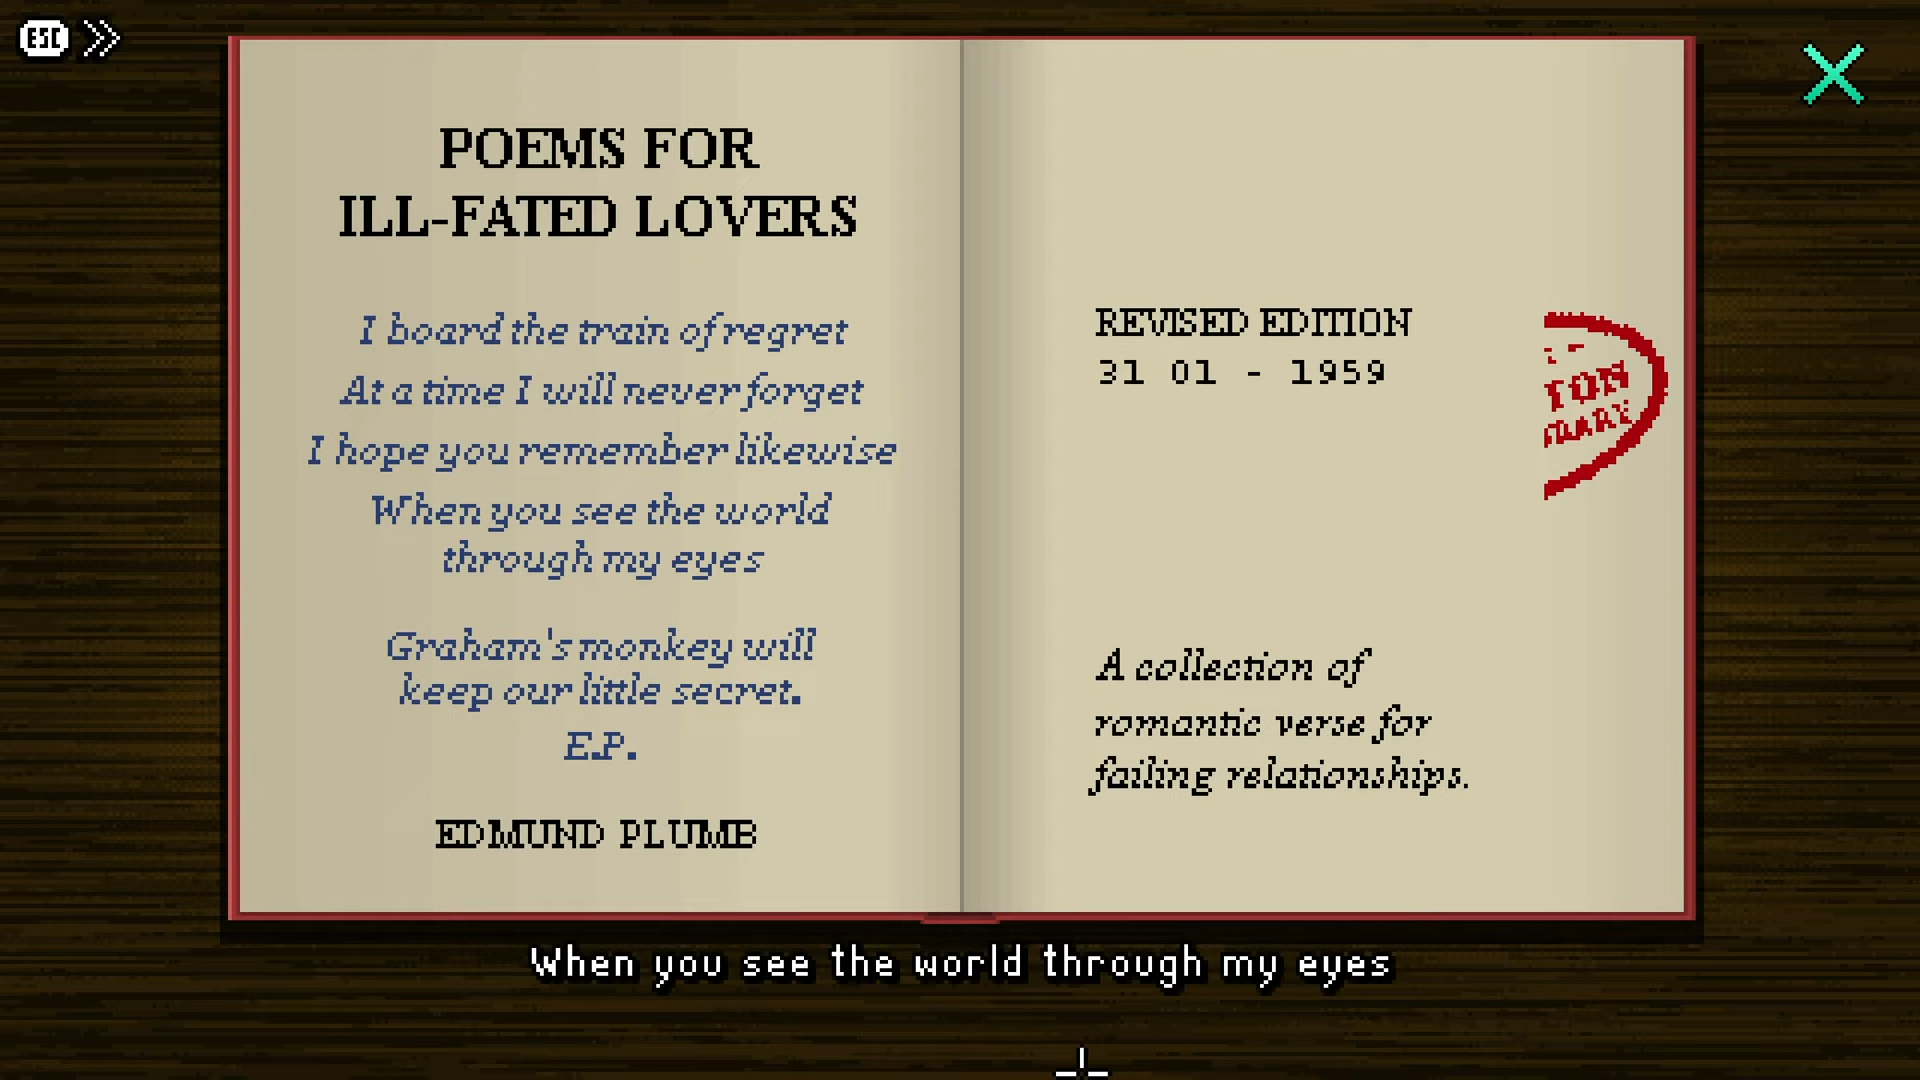 ESC
POEMS FOR
ILL-FATED LOVERS
I board the train of regret
At a time I will never forget
I hope you remember likewise
When you see the world
through my eyes
Graham's monkey will
keep our little secret.
E.P.
EDMUND PLUMB
REVISED EDITION
31 01 - 1959
A collection of
romantic verse for
failing relationships.
When you see the world through my eyes